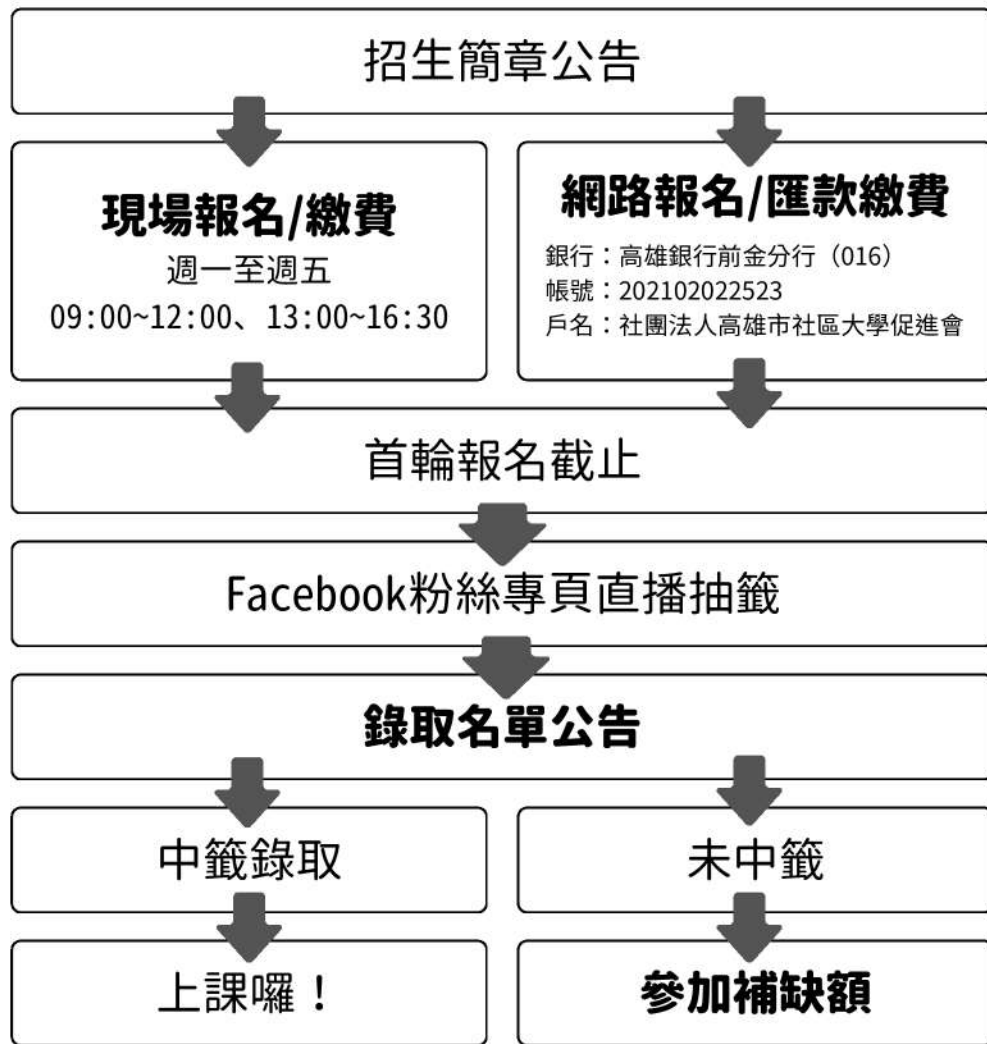 招生簡章公告
現場報名/繳費
週一至週五
09:00~12:00、13:00~16:30
網路報名/匯款繳費
銀行：高雄銀行前金分行（016）
帳號：202102022523
戶名：社團法人高雄市社區大學促進會
首輪報名截止
Facebook粉絲專頁直播抽籤
錄取名單公告
中籤錄取
未中籤
上課囉！
參加補缺額